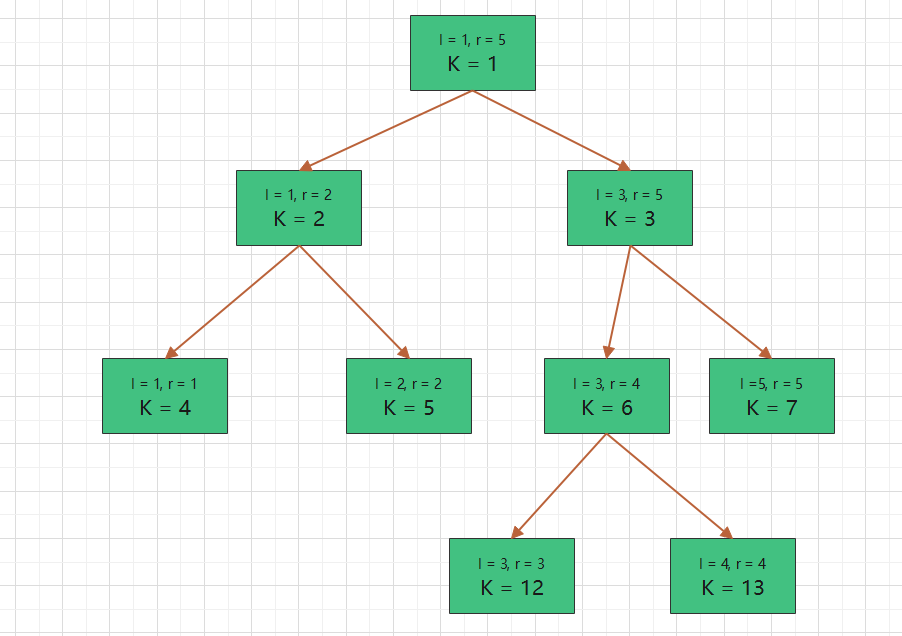 l = 1, r = 5
K = 1
l = 1, r = 2
K = 2
l = 3, r = 5
K = 3
l = 1, r = 1
K = 4
l = 2, r = 2
K = 5
l = 3, r = 4
K = 6
l =5, r = 5
K = 7
l = 3, r = 3
K = 12
l = 4, r = 4
K = 13